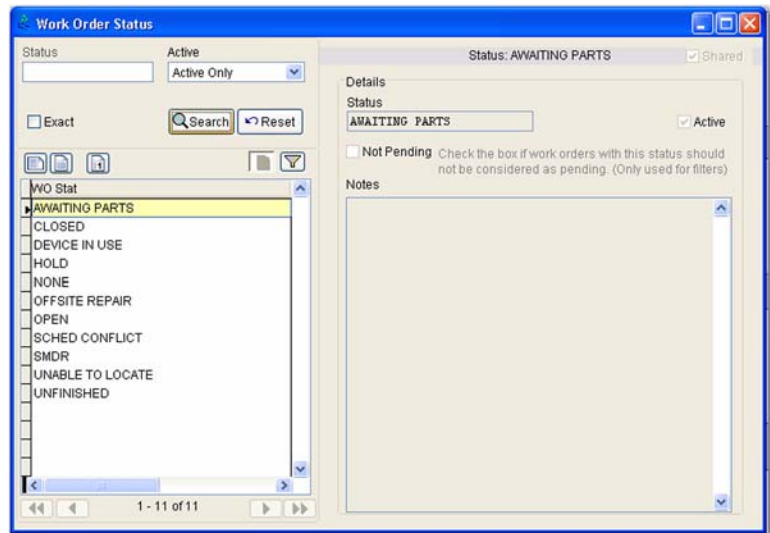 Work Order Status
Status Active
Active Only
Exact Search Reset
WO Stat
AWAITING PARTS
CLOSED
DEVICE IN USE
HOLD
NONE
OFFSITE REPAIR
OPEN
SCHED CONFLICT
SMDR
UNABLE TO LOCATE
UNFINISHED
1 - 11 of 11
Status: AWAITING PARTS Shared
Details
Status
AWAITING PARTS Active
Not Pending Check the box if work orders with this status should
not be considered as pending. (Only used for filters)
Notes